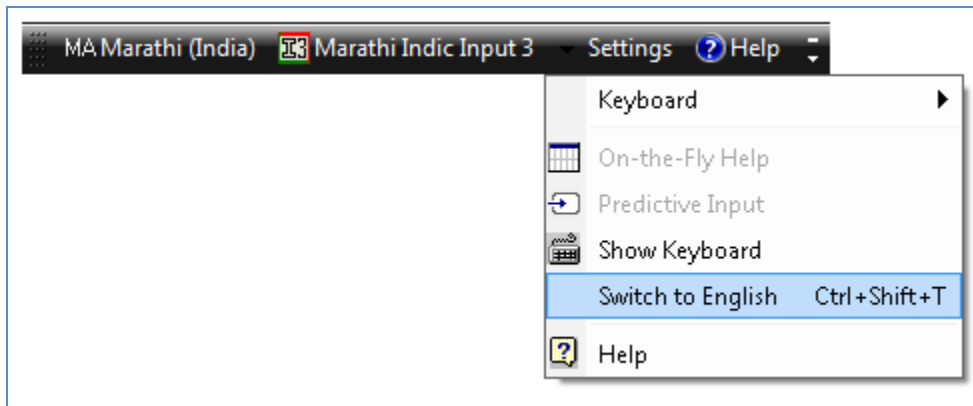 MA Marathi (India) Marathi Indic Input 3 Settings ? Help
Keyboard
On-the-Fly Help
Predictive Input
Show Keyboard
Switch to English Ctrl+Shift+T
? Help